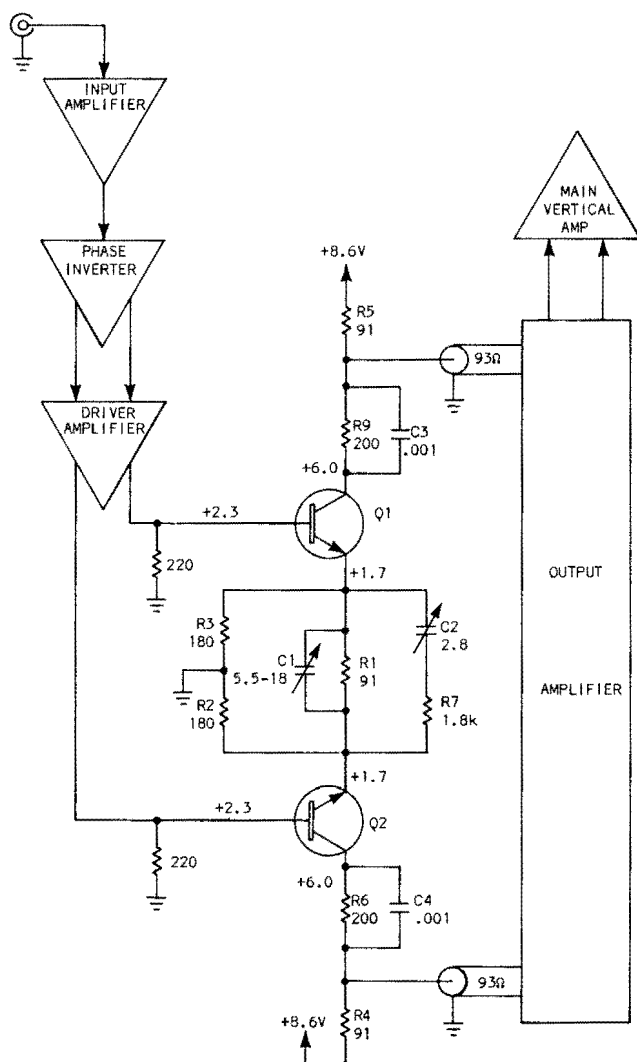 INPUT
AMPLIFIER
PHASE
INVERTER
DRIVER
AMPLIFIER
MAIN
VERTICAL
AMP
+8.6V
R5
91
93Ω
R9
200
C3
.001
+6.0
+2.3
Q1
220
+1.7
R3
180
C1
5.5-18
R1
91
C2
2.8
R2
180
R7
1.8k
+1.7
+2.3
Q2
220
+6.0
R6
200
C4
.001
93Ω
+8.6V
R4
91
OUTPUT
AMPLIFIER